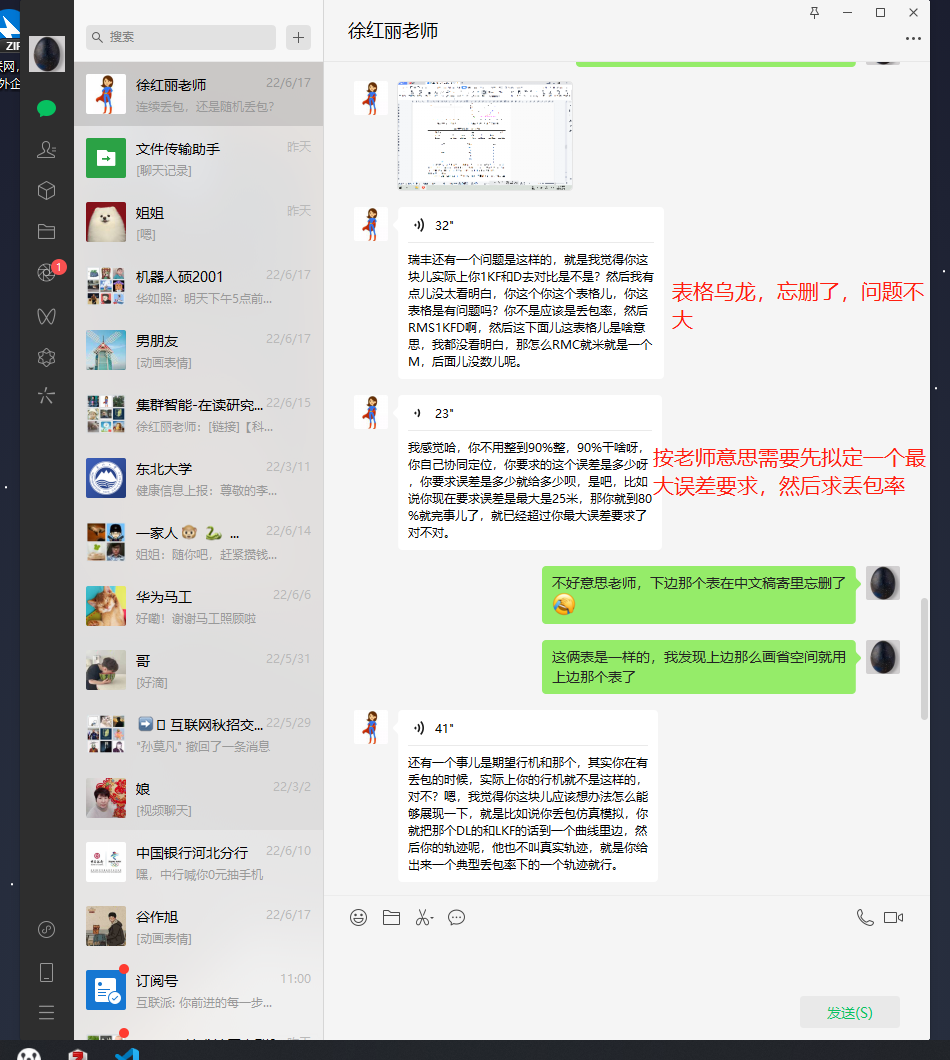 ZIP
联网,
外企
搜索
徐红丽老师
22/6/17
连续丢包，还是随机丢包?
文件传输助手
昨天
[聊天记录]
姐姐
昨天
[嗯]
机器人硕2001
22/6/17
华如照：明天下午5点前...
男朋友
22/6/17
[动画表情]
集群智能-在读研究...
22/6/15
徐红丽老师：[链接]【科...
东北大学
22/3/11
健康信息上报：尊敬的李...
一家人🐵 🐍 ...
22/6/14
姐姐：随你吧，赶紧攒钱...
华为马工
22/6/6
好嘞！谢谢马工照顾啦
哥
22/5/31
[好滴]
➡️ 互联网秋招交...
22/5/29
"孙莫凡" 撤回了一条消息
娘
22/3/2
[视频聊天]
中国银行河北分行
22/6/10
嘿，中行喊你0元抽手机
谷作旭
22/6/17
[动画表情]
订阅号
11:00
互联派: 你前进的每一步...
昨天
1
徐红丽老师
32"
瑞丰还有一个问题是这样的，就是我觉得你这
块儿实际上你1KF和D去对比是不是？然后我有
点儿没太看明白，你这个你这个表格儿，你这
表格是有问题吗？你不是应该是丢包率，然后
RMS1KFD啊，然后这下面儿这表格儿是啥意
思，我都没看明白，那怎么RMC就米就是一个
M，后面儿没数儿呢。
表格乌龙，忘删了，问题不
大
23"
我感觉哈，你不用整到90%整，90%干啥呀，
你自己协同定位，你要求的这个误差是多少呀
，你要求误差是多少就给多少呗，是吧，比如
说你现在要求误差是最大是25米，那你就到80
%就完事儿了，就已经超过你最大误差要求了
对不对。
按老师意思需要先拟定一个最
大误差要求，然后求丢包率
不好意思老师，下边那个表在中文稿寄里忘删了
😂
这俩表是一样的，我发现上边那么画省空间就用
上边那个表了
41"
还有一个事儿是期望行机和那个，其实你在有
丢包的时候，实际上你的行机就不是这样的，
对不？嗯，我觉得你这块儿应该想办法怎么能
够展现一下，就是比如说你丢包仿真模拟，你
就把那个DL的和LKF的话到一个曲线里边，然
后你的轨迹呢，他也不叫真实轨迹，就是你给
出来一个典型丢包率下的一个轨迹就行。
发送(S)